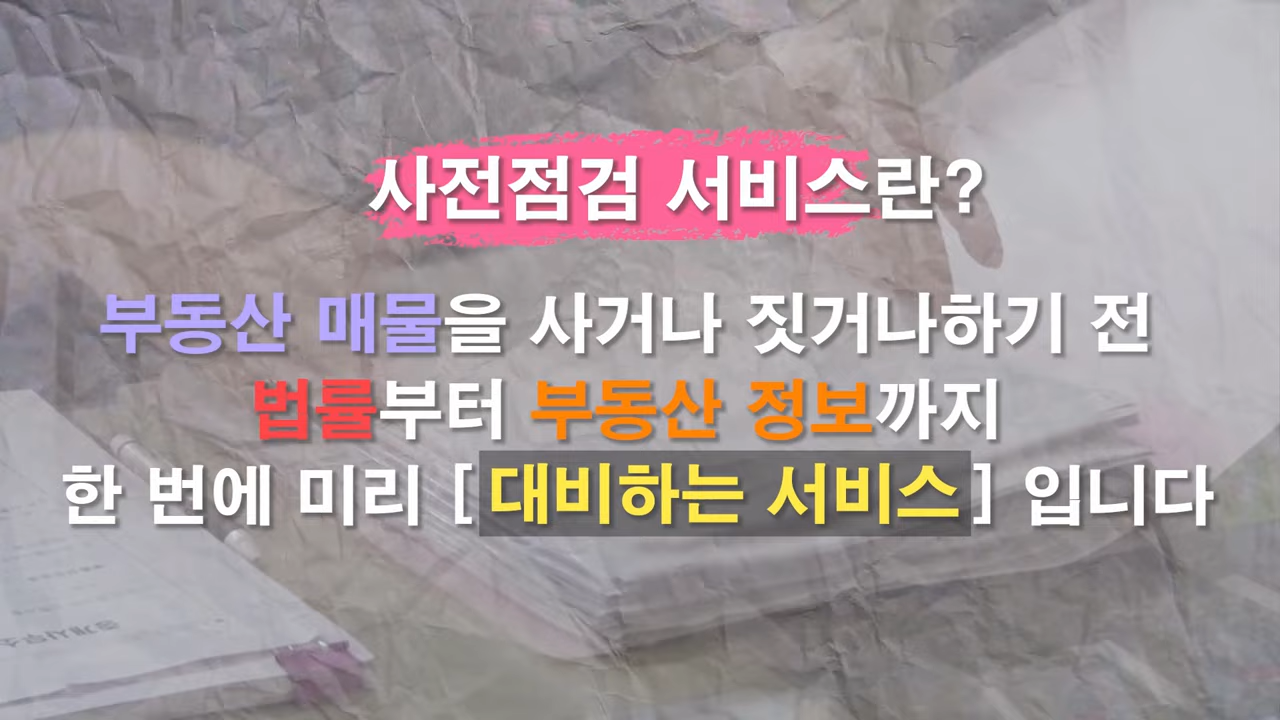 사전점검 서비스란?
부동산 매물을 사거나 짓거나하기 전
법률부터 부동산 정보까지
한 번에 미리 [대비하는 서비스] 입니다